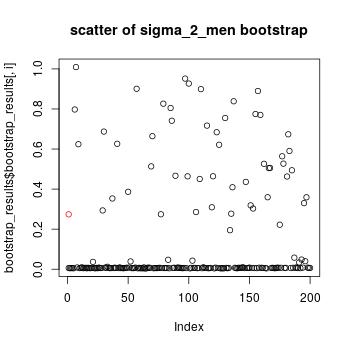 scatter of sigma_2_men bootstrap
bootstrap_results$bootstrap_results[, i]
1.0
0.8
0.6
0.4
0.2
0.0
0 50 100 150 200
Index